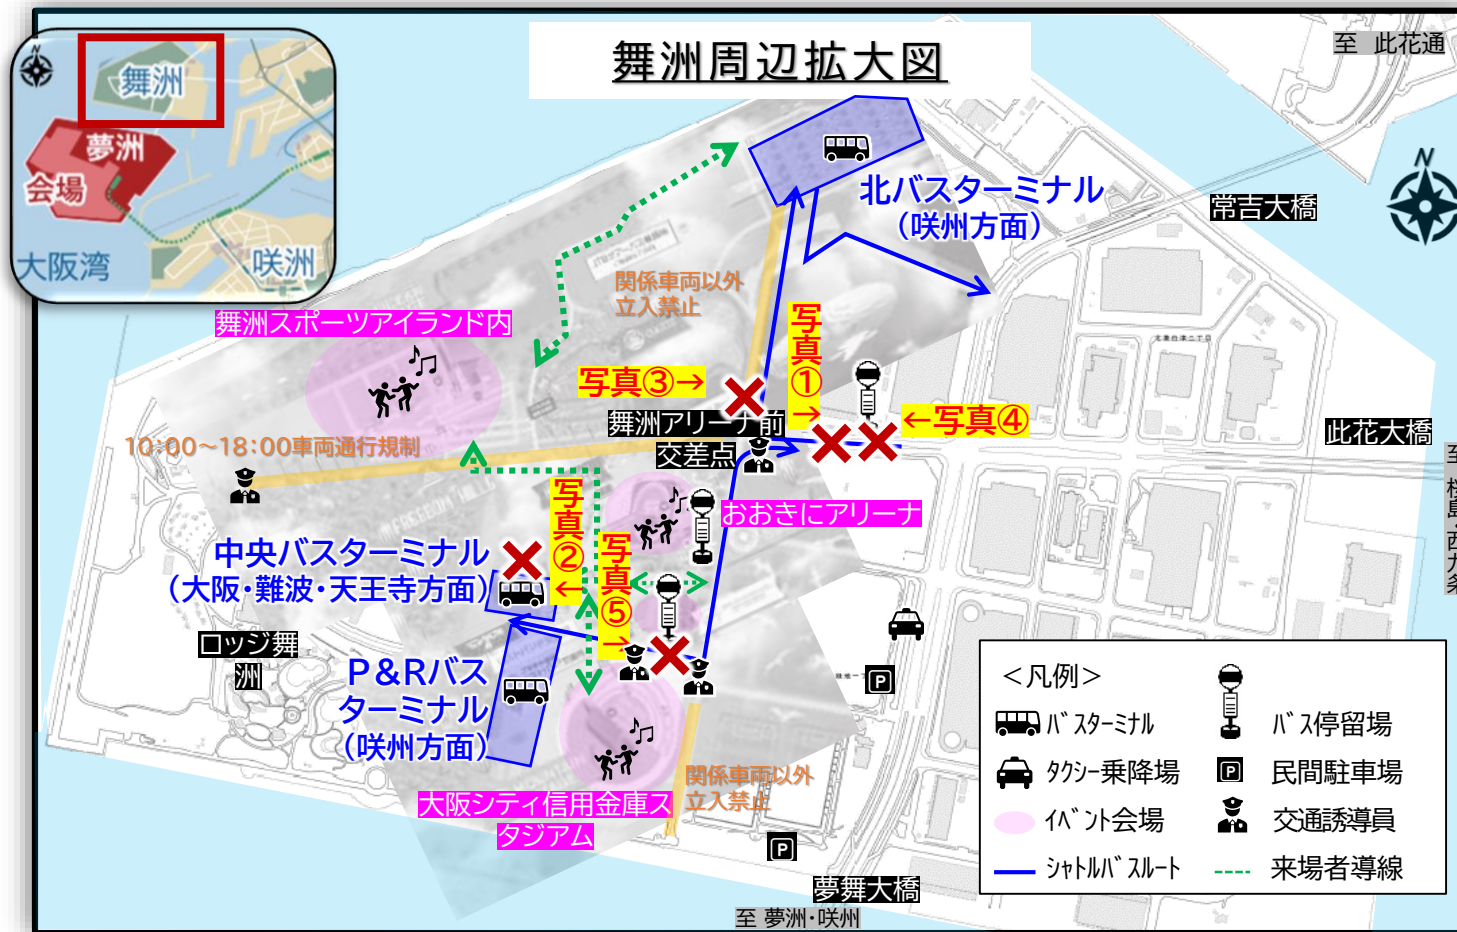 舞洲周辺拡大図
至 此花通
N
舞洲
夢洲
会場
大阪湾
咲洲
N
常吉大橋
北バスターミナル
(咲州方面)
関係車両以外
立入禁止
舞洲スポーツアイランド内
写真①→
写真③→
←写真④
舞洲アリーナ前
交差点
此花大橋
至 桜島・西九条
10:00~18:00車両通行規制
おおきにアリーナ
写真②←
写真⑤→
中央バスターミナル
(大阪・難波・天王寺方面)
ロッジ舞
洲
P&Rバス
ターミナル
(咲州方面)
P
関係車両以外
立入禁止
大阪シティ信用金庫ス
タジアム
P
夢舞大橋
至 夢洲・咲州
<凡例>
バスターミナル
バス停留場
タクシー乗降場
P
民間駐車場
イベント会場
交通誘導員
シャトルバスルート
来場者導線